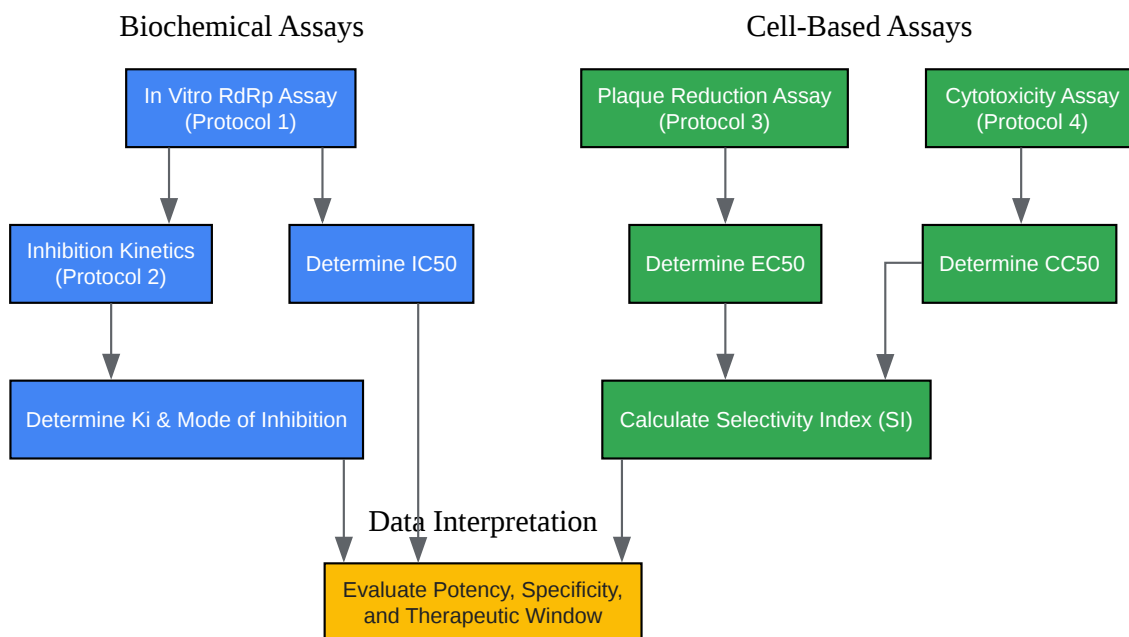 Biochemical Assays
Cell-Based Assays
In Vitro RdRp Assay
(Protocol 1)
Plaque Reduction Assay
(Protocol 3)
Cytotoxicity Assay
(Protocol 4)
Inhibition Kinetics
(Protocol 2)
Determine IC50
Determine EC50
Determine CC50
Determine Ki & Mode of Inhibition
Calculate Selectivity Index (SI)
Data Interpretation
Evaluate Potency, Specificity,
and Therapeutic Window